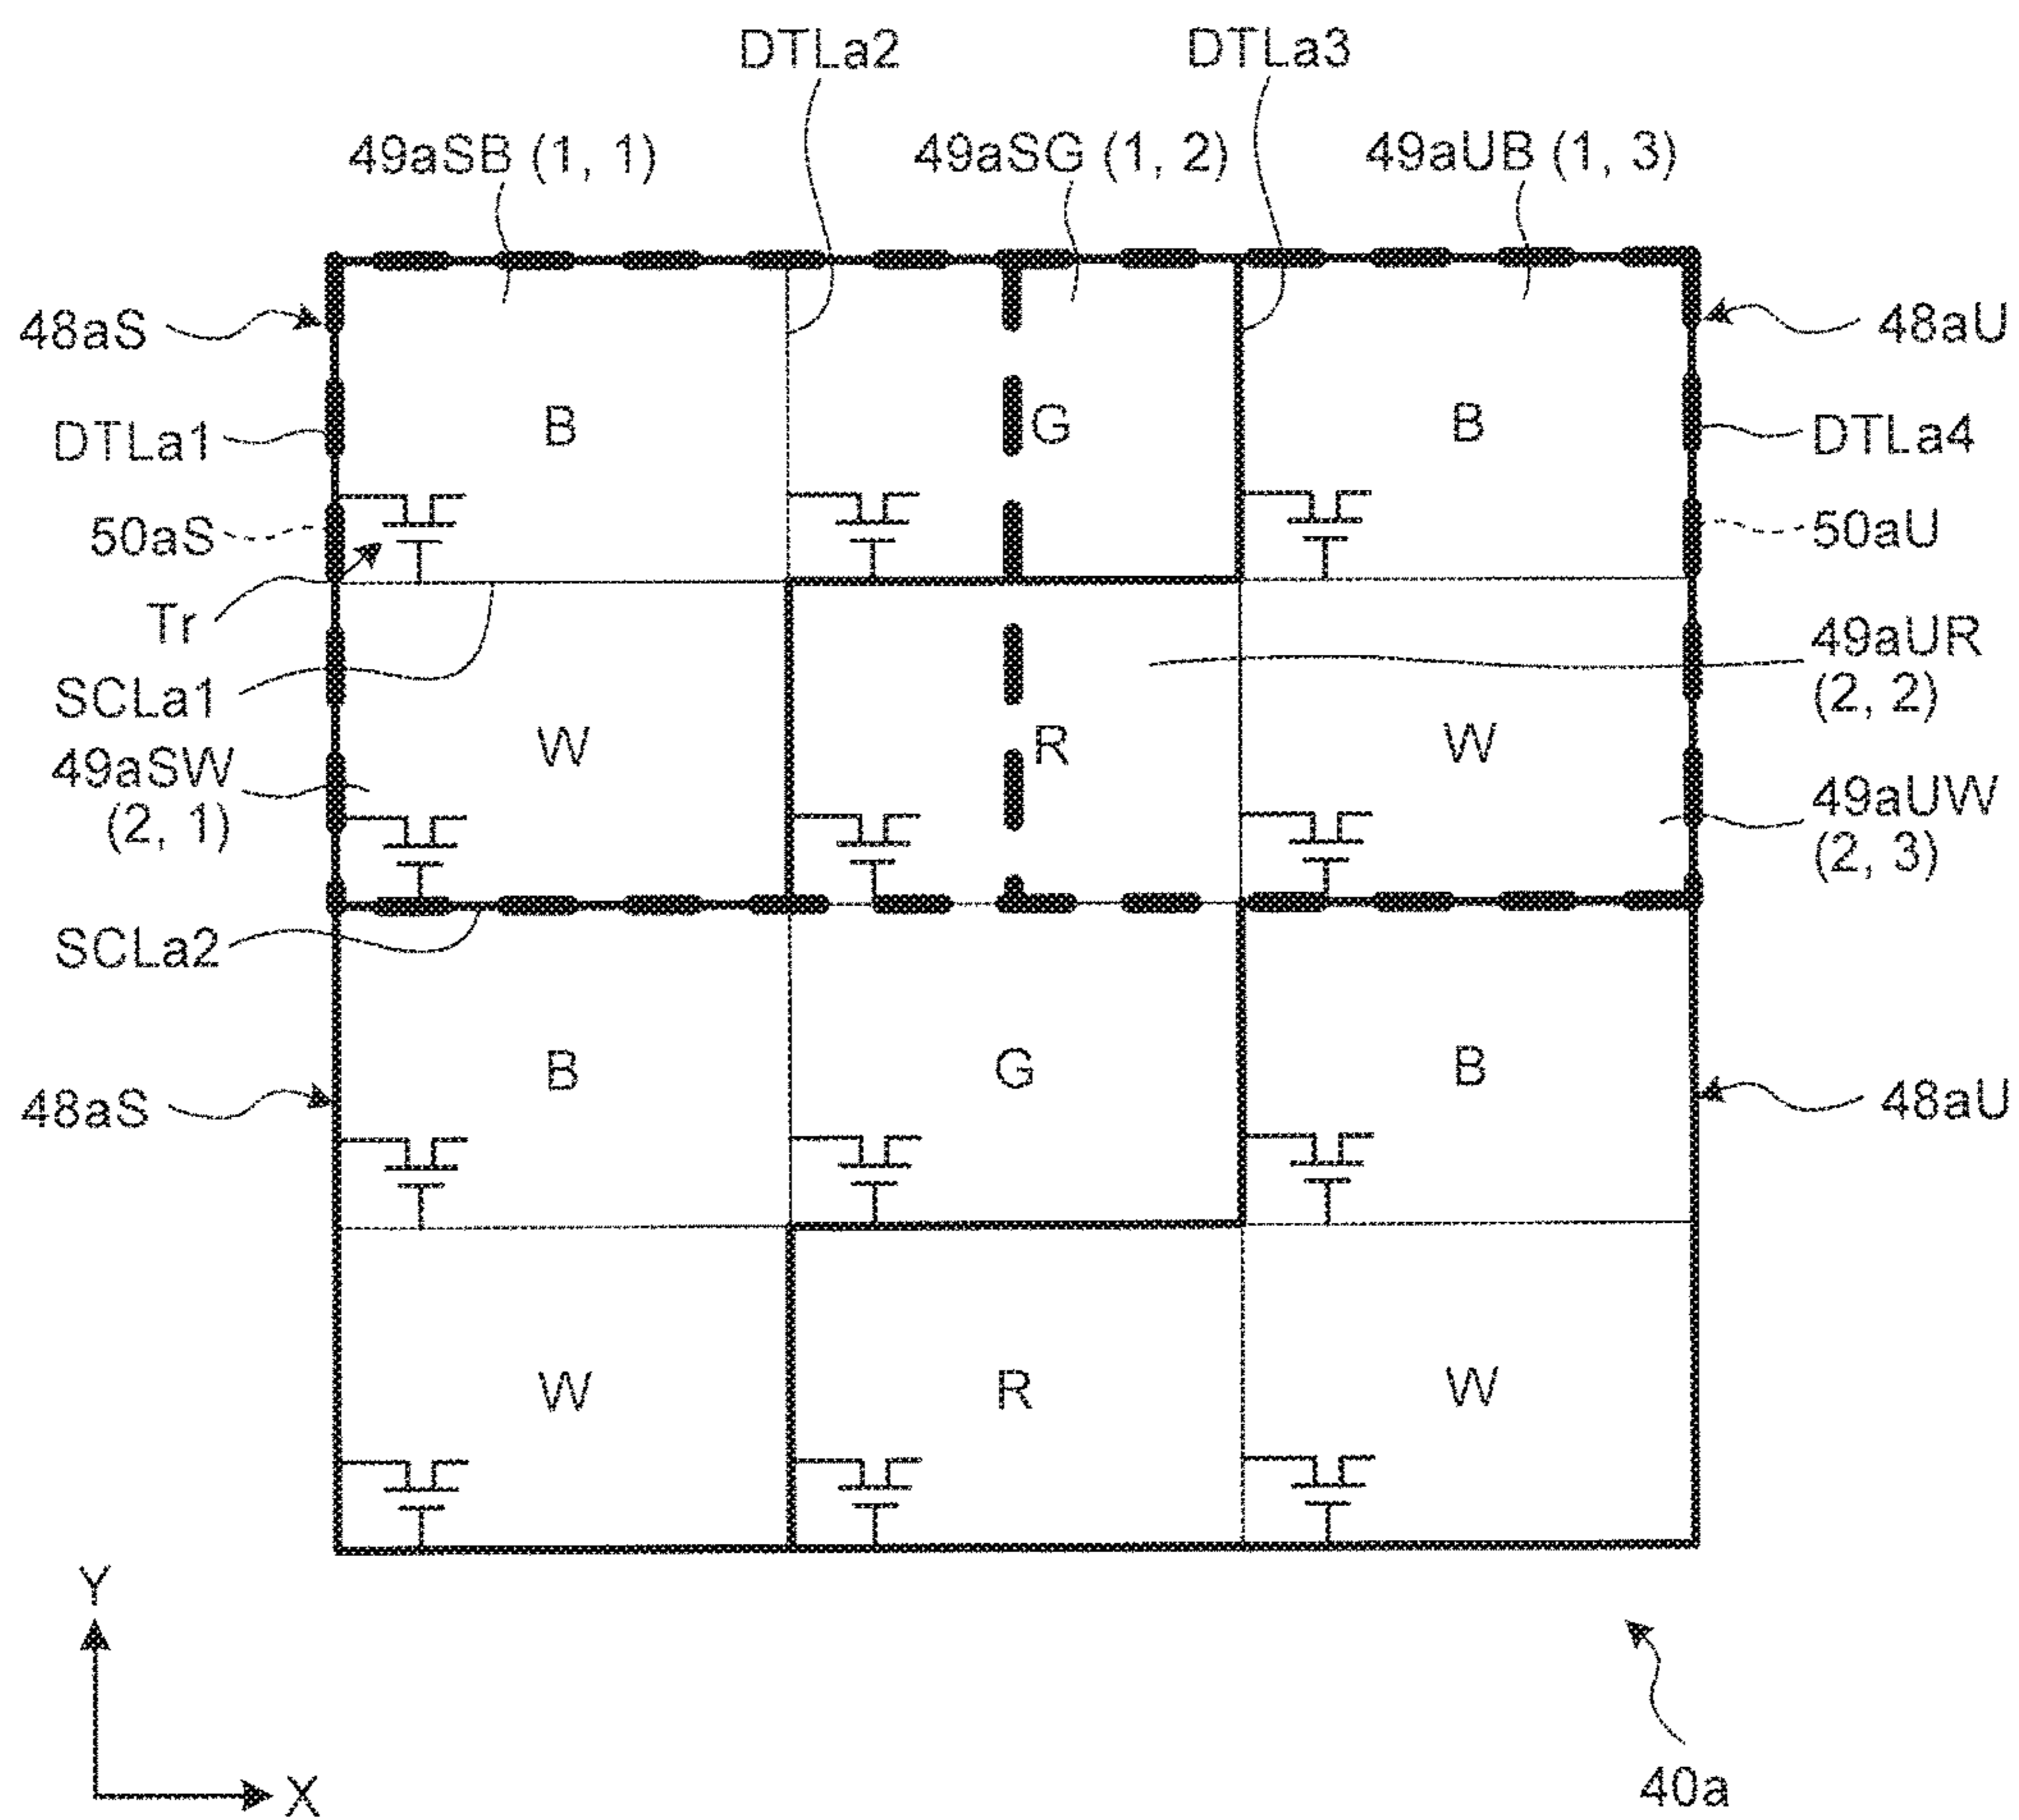 DTLa2 DTLa3
49aSB (1, 1) 49aSG (1, 2) 49aUB (1, 3)
48aS 48aU
DTLa1 B G B DTLa4
50aS 50aU
Tr
SCLa1 49aUR
(2, 2)
W R W
49aSW 49aUW
(2, 1) (2, 3)
SCLa2
B G B
48aS 48aU
W R W
Y
X
40a